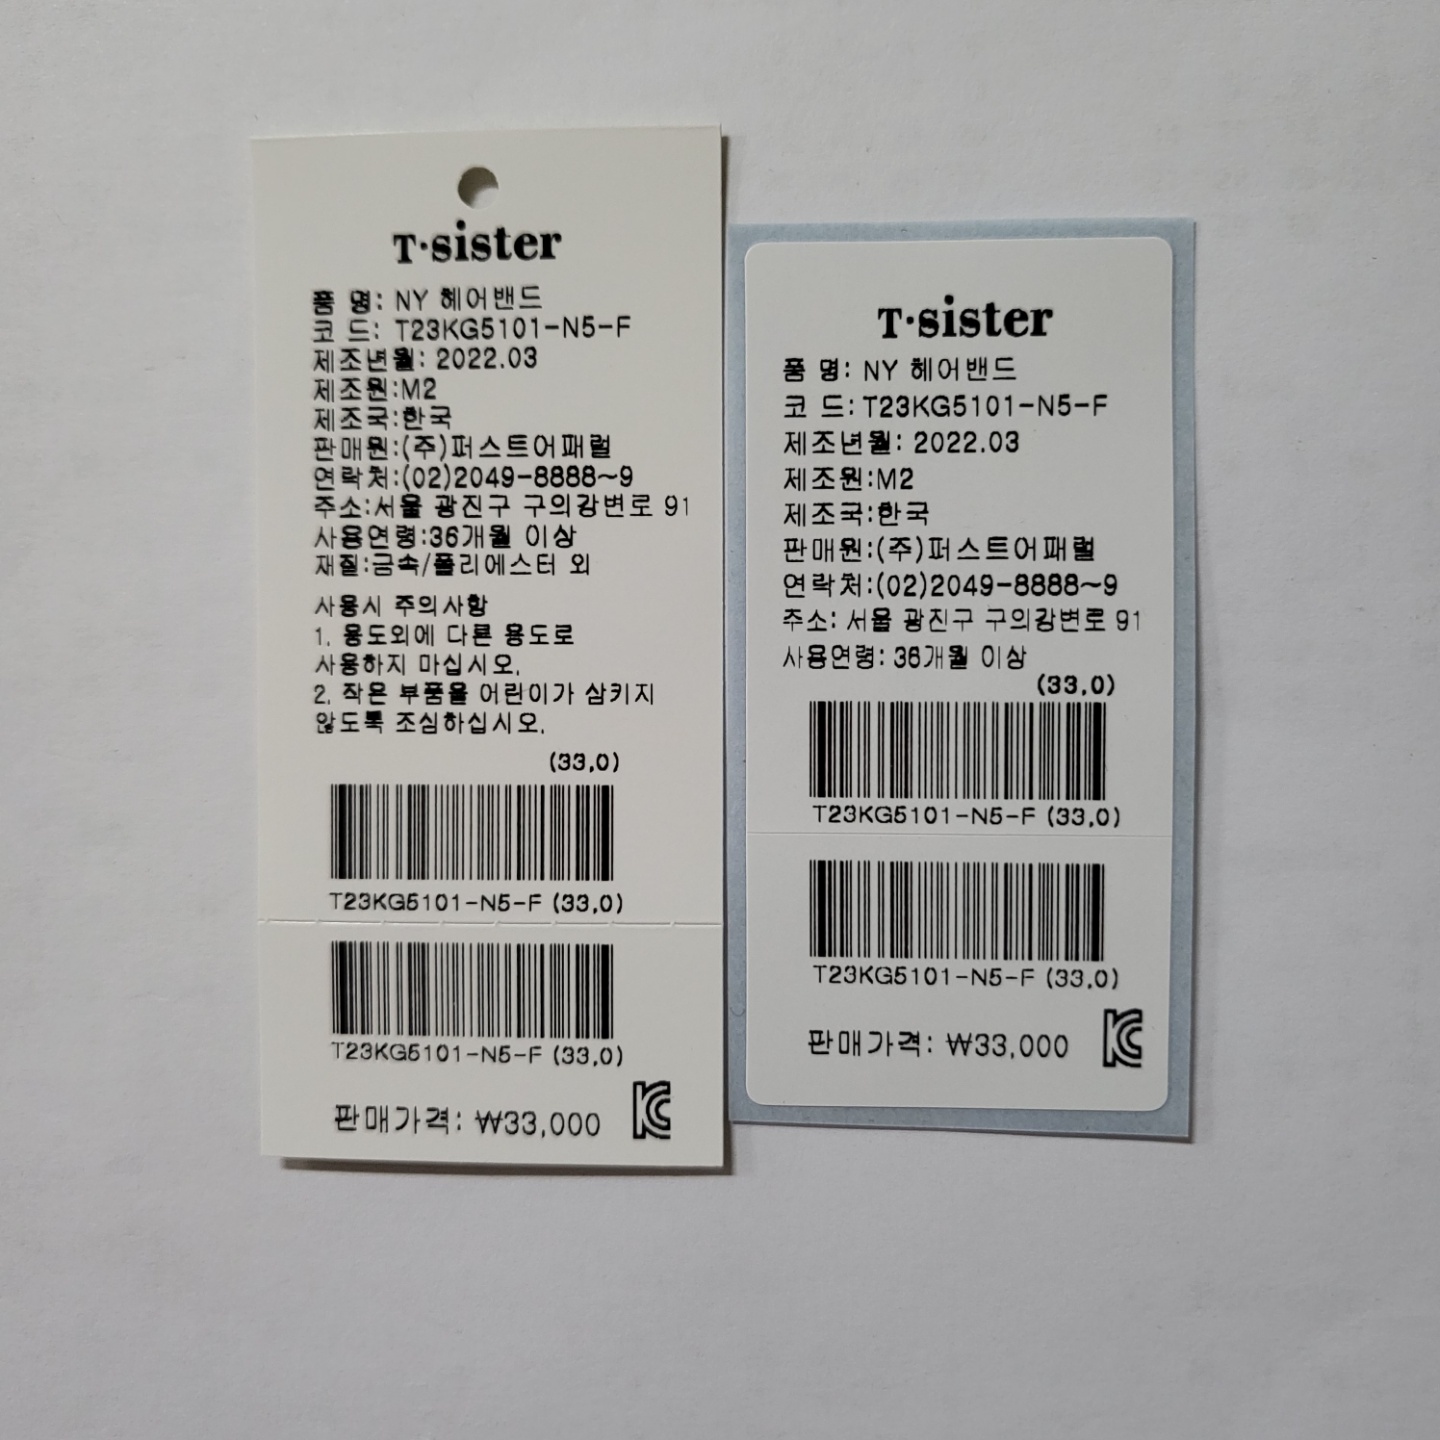 T·sister
품 명: NY 헤어밴드
코 드: T23KG5101-N5-F
제조년월: 2022.03
제조원:M2
제조국:한국
판매원:(주)퍼스트어패럴
연락처:(02)2049-8888~9
주소:서울 광진구 구의강변로 91
사용연령:36개월 이상
재질:금속/폴리에스터 외
사용시 주의사항
1. 용도외에 다른 용도로
사용하지 마십시오.
2. 작은 부품을 어린이가 삼키지
않도록 조심하십시오.
(33,0)
T23KG5101-N5-F (33,0)
T23KG5101-N5-F (33,0)
판매가격: ₩33,000
KC
T·sister
품 명: NY 헤어밴드
코 드: T23KG5101-N5-F
제조년월: 2022.03
제조원:M2
제조국:한국
판매원:(주)퍼스트어패럴
연락처:(02)2049-8888~9
주소: 서울 광진구 구의강변로 91
사용연령: 36개월 이상
(33,0)
T23KG5101-N5-F (33,0)
T23KG5101-N5-F (33,0)
판매가격: ₩33,000
KC